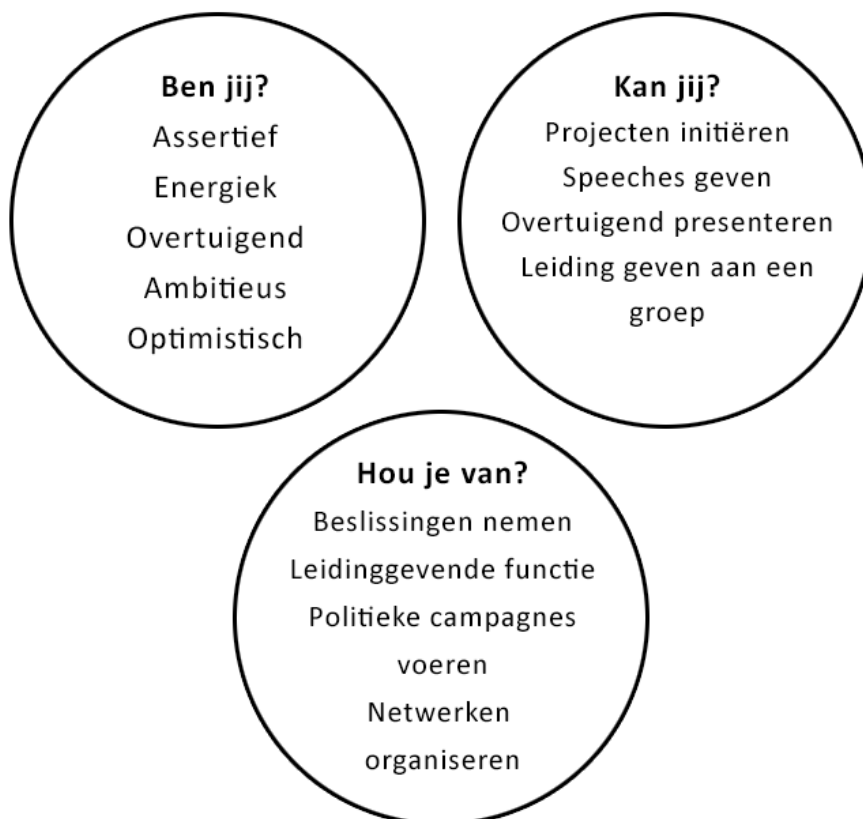 Ben jij?
Assertief
Energiek
Overtuigend
Ambitieus
Optimistisch
Kan jij?
Projecten initiëren
Speeches geven
Overtuigend presenteren
Leiding geven aan een
groep
Hou je van?
Beslissingen nemen
Leidinggevende functie
Politieke campagnes
voeren
Netwerken
organiseren